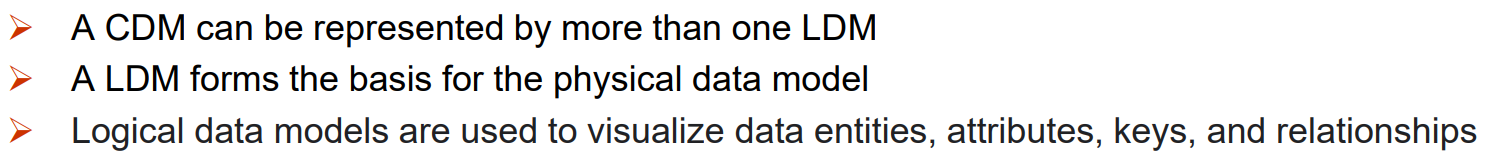 A CDM can be represented by more than one LDM
A LDM forms the basis for the physical data model
Logical data models are used to visualize data entities, attributes, keys, and relationships